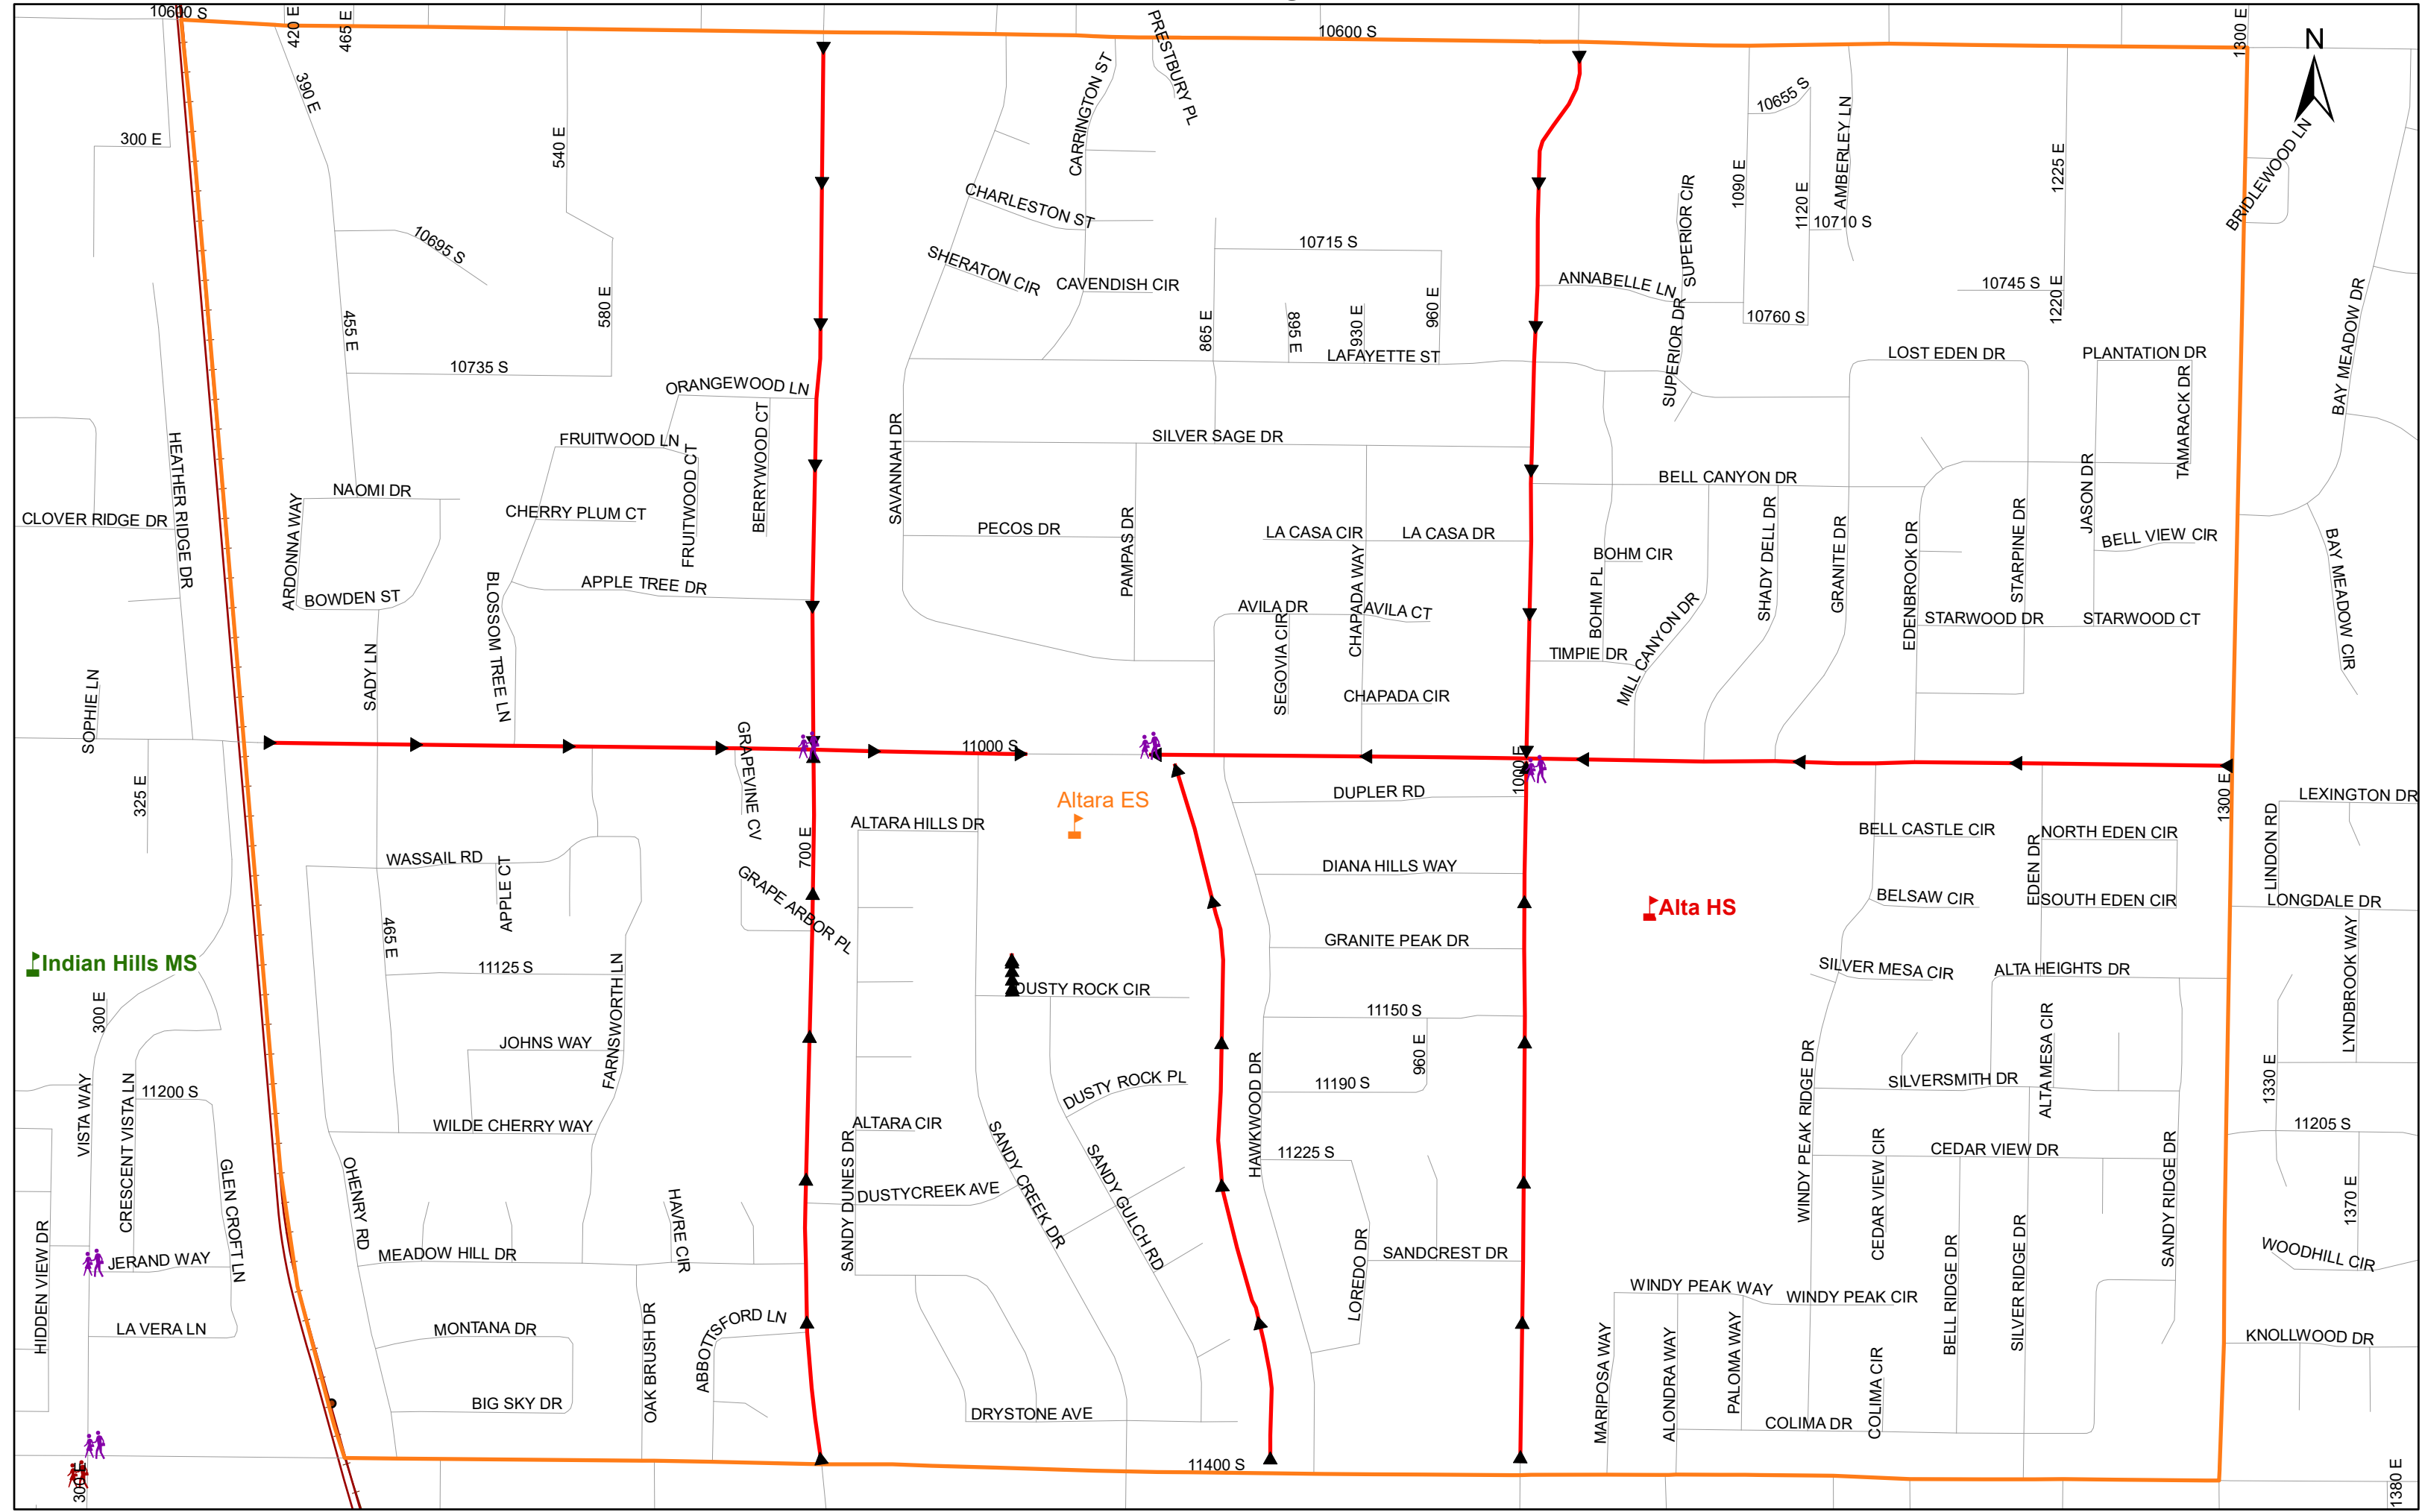 10600 S
420 E
465 E
PRESTBURY PL
10600 S
1300 E
N
390 E
CARRINGTON ST
10655 S
300 E
540 E
AMBERLEY LN
BRIDLEWOOD LN
1225 E
1090 E
1120 E
SUPERIOR CIR
CHARLESTON ST
10710 S
10695 S
10715 S
SHERATON CIR
CAVENDISH CIR
ANNABELLE LN
10745 S
1220 E
580 E
455 E
865 E
895 E
930 E
960 E
10760 S
SUPERIOR DR
BAY MEADOW DR
LAFAYETTE ST
LOST EDEN DR
PLANTATION DR
10735 S
ORANGEWOOD LN
TAMARACK DR
BERRYWOOD CT
FRUITWOOD LN
SAVANNAH DR
SILVER SAGE DR
HEATHER RIDGE DR
FRUITWOOD CT
BELL CANYON DR
JASON DR
NAOMI DR
CLOVER RIDGE DR
CHERRY PLUM CT
PECOS DR
PAMPAS DR
LA CASA CIR
LA CASA DR
SHADY DELL DR
GRANITE DR
EDENBROOK DR
STARPINE DR
BELL VIEW CIR
BAY MEADOW CIR
ARDONNA WAY
BOHM CIR
BOHM PL
BOWDEN ST
APPLE TREE DR
BLOSSOM TREE LN
AVILA DR
CHAPADA WAY
AVILA CT
STARWOOD DR
STARWOOD CT
SADY LN
SEGOVIA CIR
TIMPIE DR
MILL CANYON DR
SOPHIE LN
CHAPADA CIR
GRAPEVINE CV
11000 S
1000 E
325 E
DUPLER RD
1300 E
LEXINGTON DR
Altara ES
ALTARA HILLS DR
700 E
BELL CASTLE CIR
NORTH EDEN CIR
LINDON RD
WASSAIL RD
APPLE CT
GRAPE ARBOR PL
DIANA HILLS WAY
EDEN DR
BELSAW CIR
SOUTH EDEN CIR
LONGDALE DR
Alta HS
465 E
Indian Hills MS
GRANITE PEAK DR
11125 S
SILVER MESA CIR
ALTA HEIGHTS DR
LYNDBROOK WAY
DUSTY ROCK CIR
300 E
FARNSWORTH LN
11150 S
JOHNS WAY
960 E
ALTA MESA CIR
1330 E
VISTA WAY
CRESCENT VISTA LN
11200 S
DUSTY ROCK PL
HAWKWOOD DR
11190 S
SILVERSMITH DR
WINDY PEAK RIDGE DR
WILDE CHERRY WAY
ALTARA CIR
11205 S
11225 S
CEDAR VIEW CIR
CEDAR VIEW DR
SANDY RIDGE DR
OHENRY RD
GLEN CROFT LN
SANDY DUNES DR
DUSTYCREEK AVE
SANDY CREEK DR
SANDY GULCH RD
1370 E
HAVRE CIR
HIDDEN VIEW DR
JERAND WAY
MEADOW HILL DR
LOREDO DR
SANDCREST DR
BELL RIDGE DR
SILVER RIDGE DR
WOODHILL CIR
WINDY PEAK WAY
WINDY PEAK CIR
LA VERA LN
MONTANA DR
OAK BRUSH DR
ABBOTTSFORD LN
MARIPOSA WAY
ALONDRA WAY
PALOMA WAY
COLIMA CIR
KNOLLWOOD DR
BIG SKY DR
DRYSTONE AVE
COLIMA DR
11400 S
300 E
1380 E